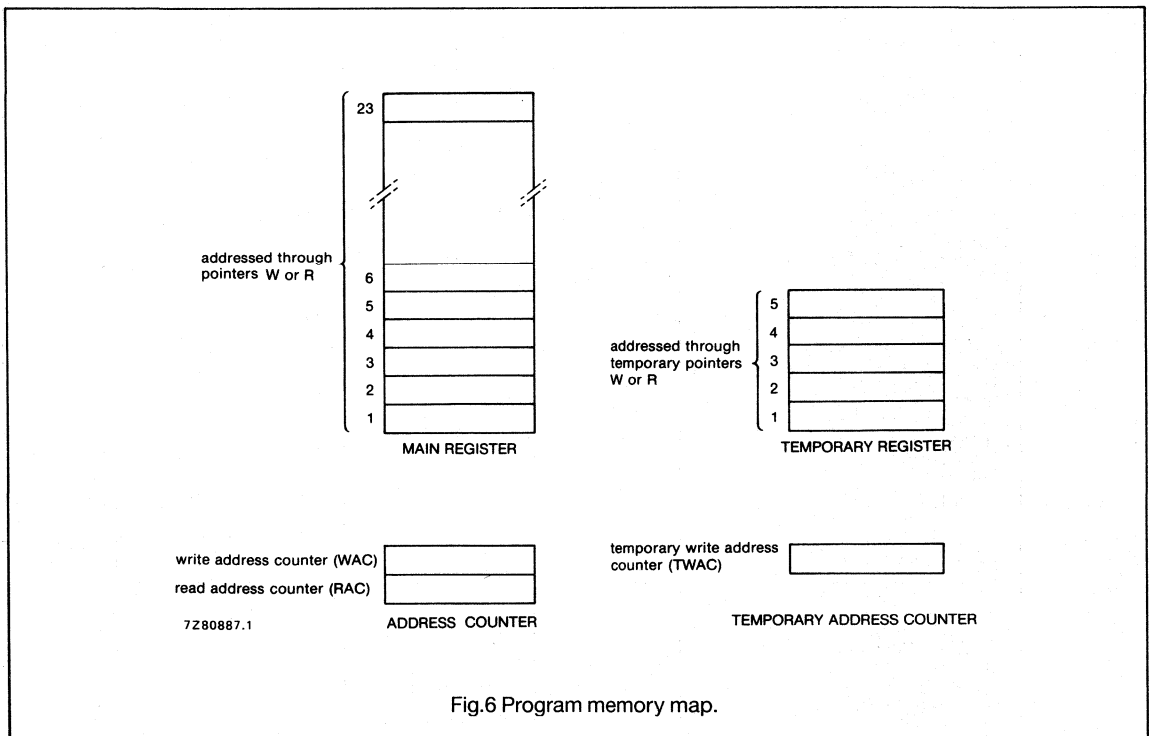 23
addressed through
pointers W or R
6
5
4
3
2
1
MAIN REGISTER
addressed through
temporary pointers
W or R
5
4
3
2
1
TEMPORARY REGISTER
write address counter (WAC)
read address counter (RAC)
7Z80887.1
ADDRESS COUNTER
temporary write address
counter (TWAC)
TEMPORARY ADDRESS COUNTER
Fig.6 Program memory map.